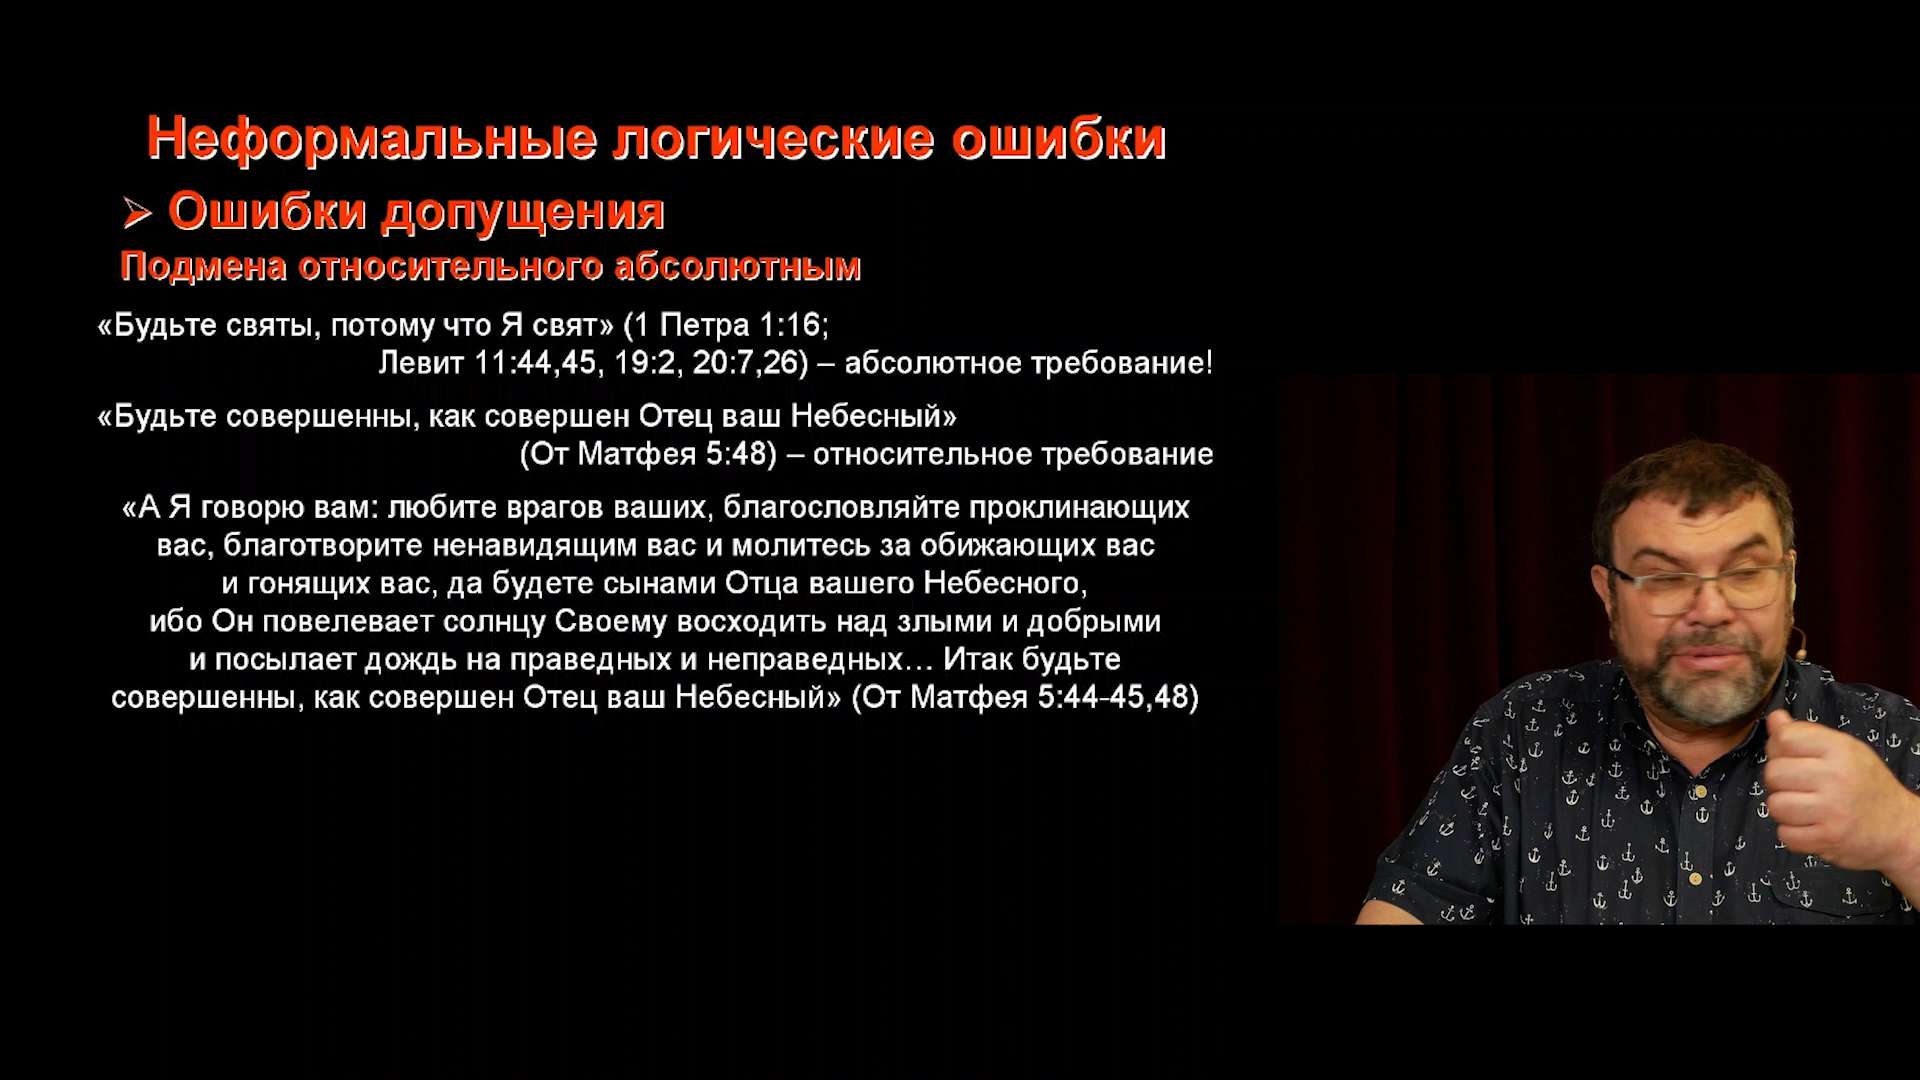 Неформальные логические ошибки
➢ Ошибки допущения
Подмена относительного абсолютным
«Будьте святы, потому что Я свят» (1 Петра 1:16;
Левит 11:44,45, 19:2, 20:7,26) – абсолютное требование!
«Будьте совершенны, как совершен Отец ваш Небесный»
(От Матфея 5:48) – относительное требование
«А Я говорю вам: любите врагов ваших, благословляйте проклинающих
вас, благотворите ненавидящим вас и молитесь за обижающих вас
и гонящих вас, да будете сынами Отца вашего Небесного,
ибо Он повелевает солнцу Своему восходить над злыми и добрыми
и посылает дождь на праведных и неправедных… Итак будьте
совершенны, как совершен Отец ваш Небесный» (От Матфея 5:44-45,48)